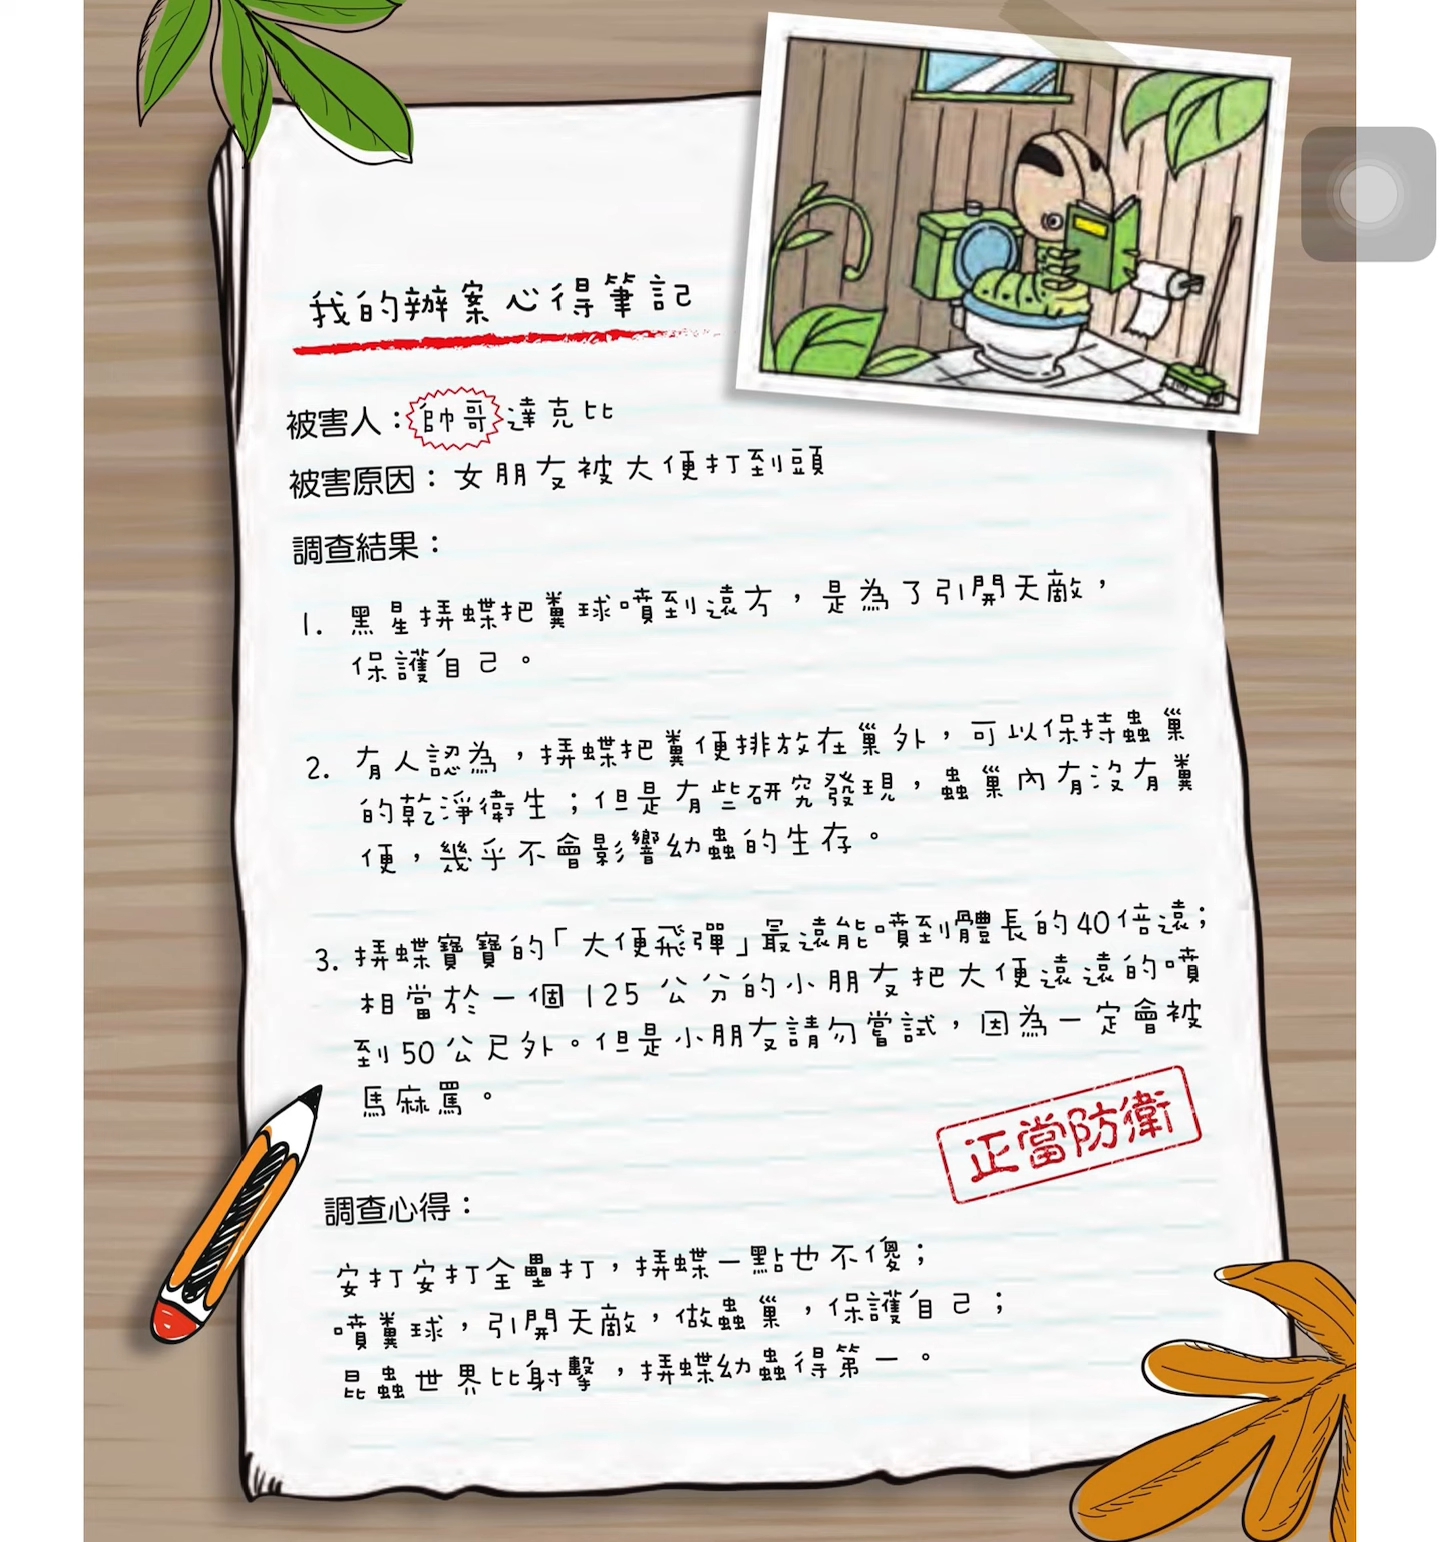 我的辦案心得筆記
被害人：帥哥達克比
被害原因：女朋友被大便打到頭
調查結果：
1. 黑星挵蝶把糞球噴到遠方，是為了引開天敵，
保護自己。
2. 有人認為，挵蝶把糞便排放在巢外，可以保持蟲巢
的乾淨衛生；但是有些研究發現，蟲巢內有沒有糞
便，幾乎不會影響幼蟲的生存。
3. 挵蝶寶寶的「大便飛彈」最遠能噴到體長的40倍遠；
相當於一個125公分的小朋友把大便遠遠的噴
到50公尺外。但是小朋友請勿嘗試，因為一定會被
馬麻罵。
正當防衛
調查心得：
安打安打全壘打，挵蝶一點也不傻；
噴糞球，引開天敵，做蟲巢，保護自己；
昆蟲世界比射擊，挵蝶幼蟲得第一。